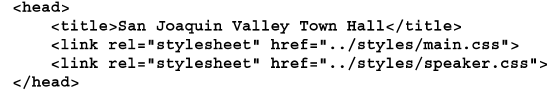 <head>
    <title>San Joaquin Valley Town Hall</title>
    <link rel="stylesheet" href="../styles/main.css">
    <link rel="stylesheet" href="../styles/speaker.css">
</head>